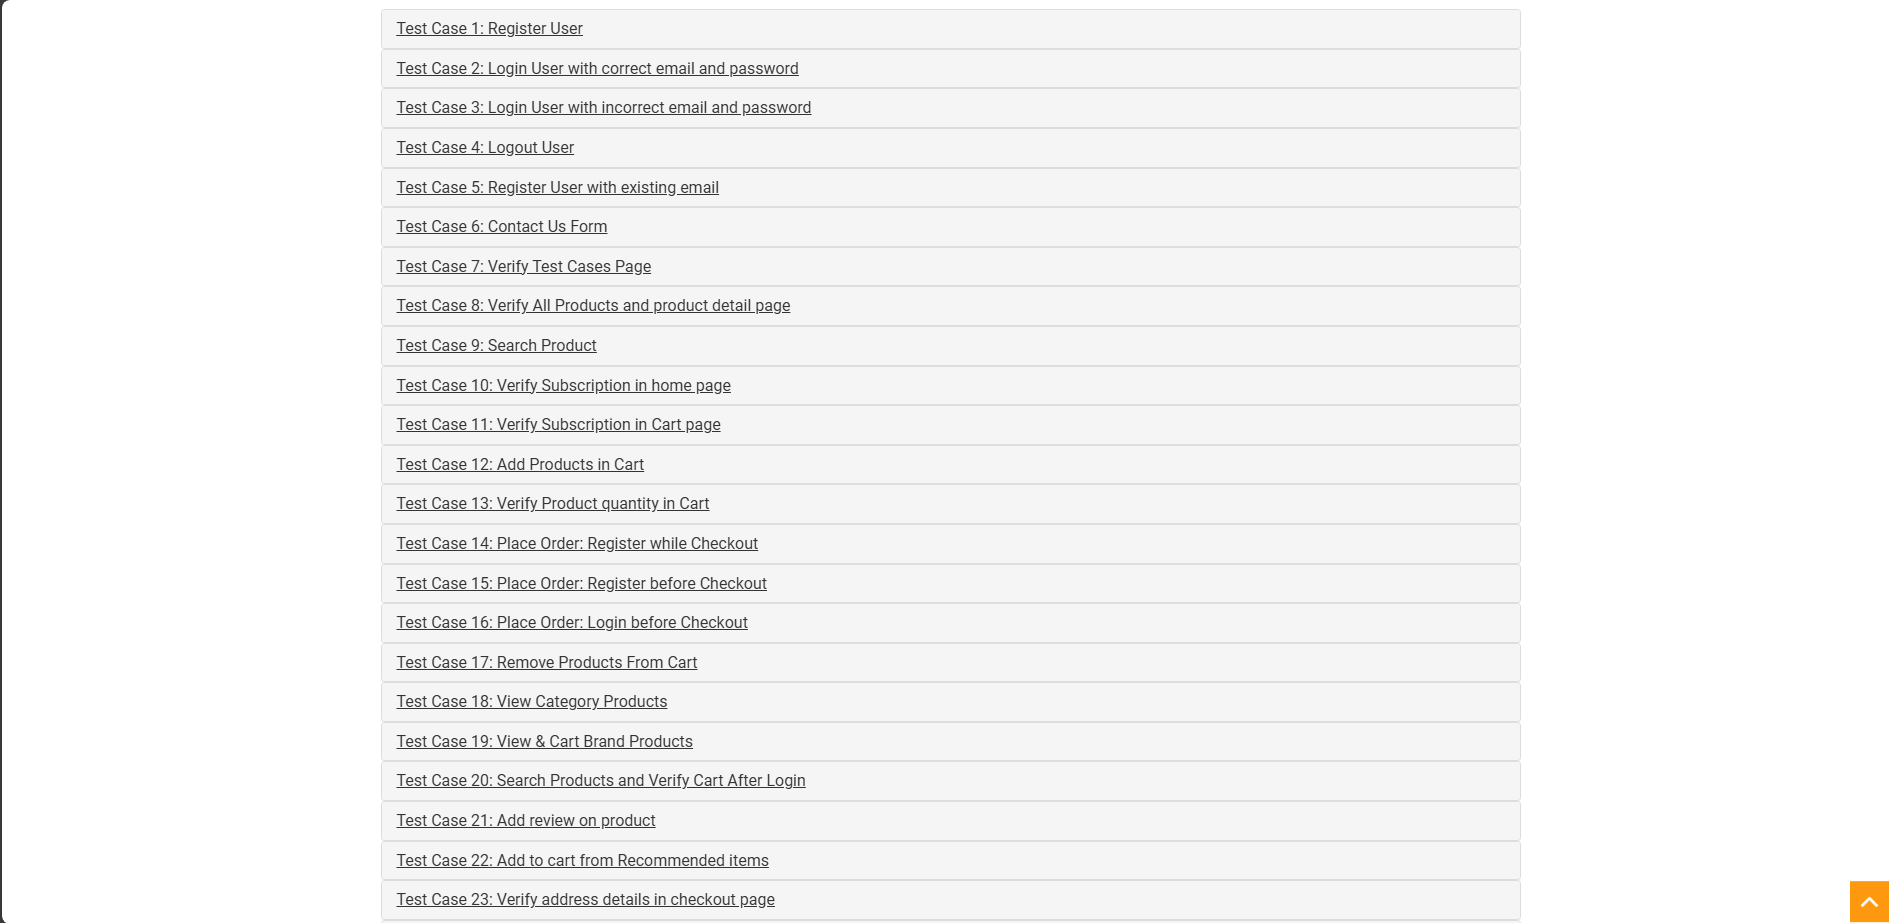 Test Case 1: Register User
Test Case 2: Login User with correct email and password
Test Case 3: Login User with incorrect email and password
Test Case 4: Logout User
Test Case 5: Register User with existing email
Test Case 6: Contact Us Form
Test Case 7: Verify Test Cases Page
Test Case 8: Verify All Products and product detail page
Test Case 9: Search Product
Test Case 10: Verify Subscription in home page
Test Case 11: Verify Subscription in Cart page
Test Case 12: Add Products in Cart
Test Case 13: Verify Product quantity in Cart
Test Case 14: Place Order: Register while Checkout
Test Case 15: Place Order: Register before Checkout
Test Case 16: Place Order: Login before Checkout
Test Case 17: Remove Products From Cart
Test Case 18: View Category Products
Test Case 19: View & Cart Brand Products
Test Case 20: Search Products and Verify Cart After Login
Test Case 21: Add review on product
Test Case 22: Add to cart from Recommended items
Test Case 23: Verify address details in checkout page